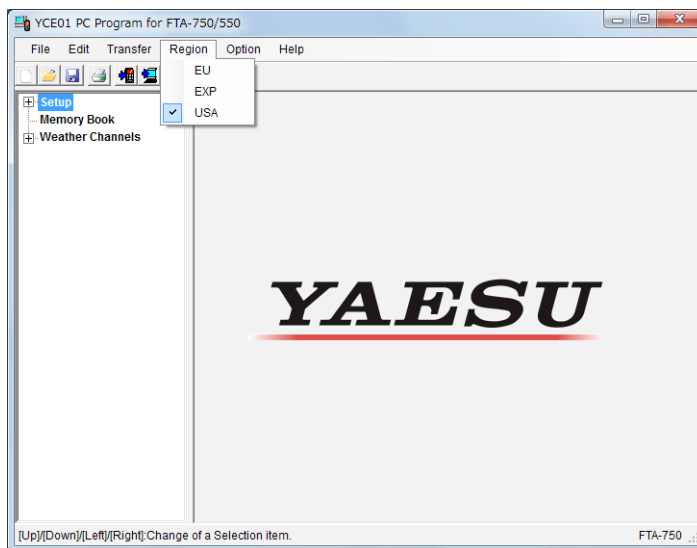 YCE01 PC Program for FTA-750/550
File Edit Transfer Region Option Help
EU
EXP
USA
Setup
Memory Book
Weather Channels
YAESU
[Up]/[Down]/[Left]/[Right]:Change of a Selection item.
FTA-750